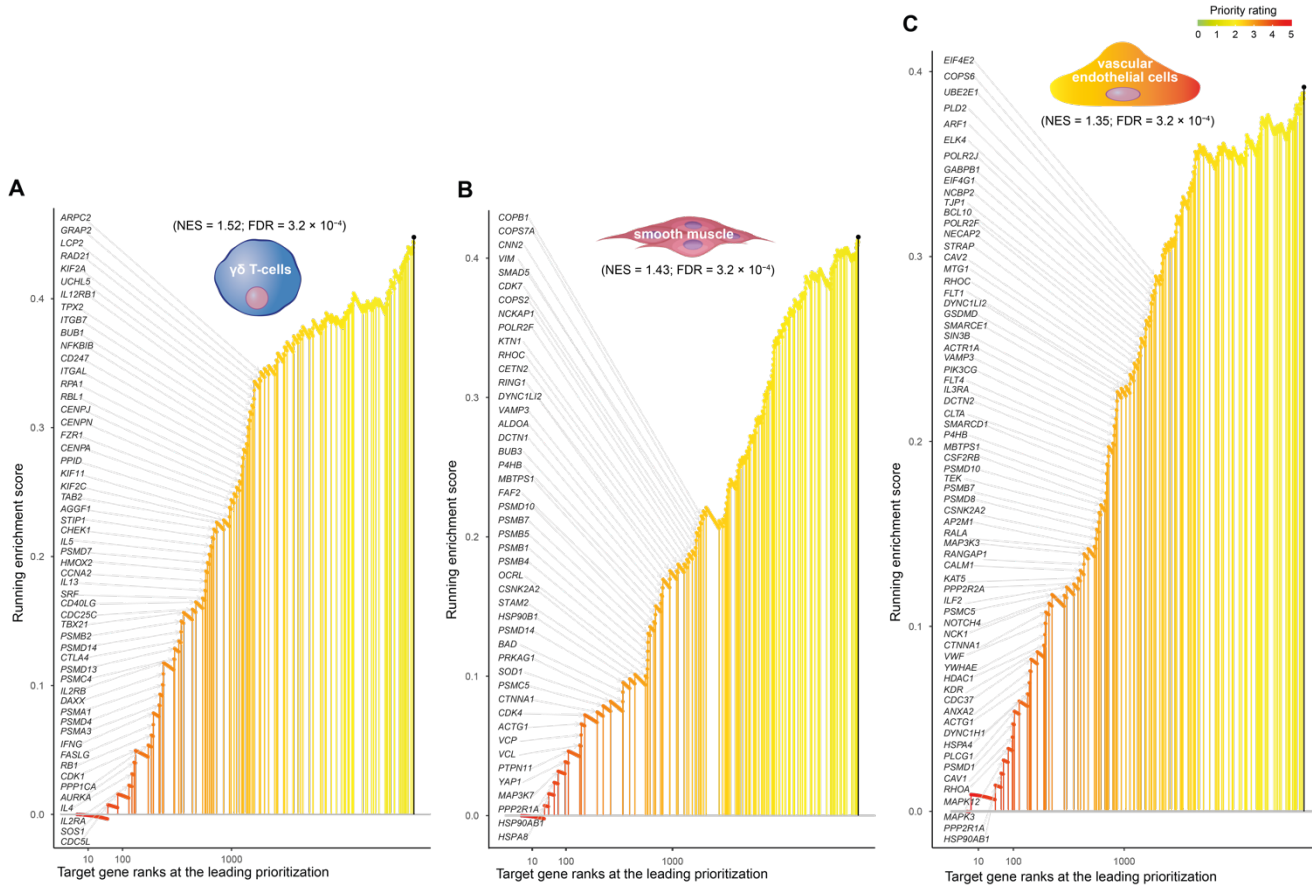 A
ARPC2
GRAP2
LCP2
RAD21
KIF2A
UCHL5
IL12RB1
TPX2
ITGB7
BUB1
NFKBIB
CD247
ITGAL
RPA1
RBL1
CENPJ
CENPN
FZR1
CENPA
PPID
KIF11
KIF2C
TAB2
AGGF1
STIP1
CHEK1
IL5
PSMD7
HMOX2
CCNA2
IL13
SRF
CD40LG
CDC25C
TBX21
PSMB2
PSMD14
CTLA4
PSMD13
PSMC4
IL2RB
DAXX
PSMA1
PSMD4
PSMA3
IFNG
FASLG
RB1
CDK1
PPP1CA
AURKA
IL4
IL2RA
SOS1
CDC5L
(NES = 1.52; FDR = 3.2 × 10⁻⁴)
γδ T-cells
Running enrichment score
0.4
0.3
0.2
0.1
0.0
10
100
1000
Target gene ranks at the leading prioritization
B
COPB1
COPS7A
CNN2
VIM
SMAD5
CDK7
COPS2
NCKAP1
POLR2F
KTN1
RHOC
CETN2
RING1
DYNC1LI2
VAMP3
ALDOA
DCTN1
BUB3
P4HB
MBTPS1
FAF2
PSMD10
PSMB7
PSMB5
PSMB1
PSMB4
OCRL
CSNK2A2
STAM2
HSP90B1
PSMD14
BAD
PRKAG1
SOD1
PSMC5
CTNNA1
CDK4
ACTG1
VCP
VCL
PTPN11
YAP1
MAP3K7
PPP2R1A
HSP90AB1
HSPA8
smooth muscle
(NES = 1.43; FDR = 3.2 × 10⁻⁴)
Running enrichment score
0.4
0.3
0.2
0.1
0.0
10
100
1000
Target gene ranks at the leading prioritization
C
Priority rating
0 1 2 3 4 5
EIF4E2
COPS6
UBE2E1
PLD2
ARF1
ELK4
POLR2J
GABPB1
EIF4G1
NCBP2
TJP1
BCL10
POLR2F
NECAP2
STRAP
CAV2
MTG1
RHOC
FLT1
DYNC1LI2
GSDMD
SMARCE1
SIN3B
ACTR1A
VAMP3
PIK3CG
FLT4
IL3RA
DCTN2
CLTA
SMARCD1
P4HB
MBTPS1
CSF2RB
PSMD10
TEK
PSMB7
PSMD8
CSNK2A2
AP2M1
RALA
MAP3K3
RANGAP1
CALM1
KAT5
PPP2R2A
ILF2
PSMC5
NOTCH4
NCK1
CTNNA1
VWF
YWHAE
HDAC1
KDR
CDC37
ANXA2
ACTG1
DYNC1H1
HSPA4
PLCG1
PSMD1
CAV1
RHOA
MAPK12
MAPK3
PPP2R1A
HSP90AB1
vascular
endothelial cells
(NES = 1.35; FDR = 3.2 × 10⁻⁴)
Running enrichment score
0.4
0.3
0.2
0.1
0.0
10
100
1000
Target gene ranks at the leading prioritization